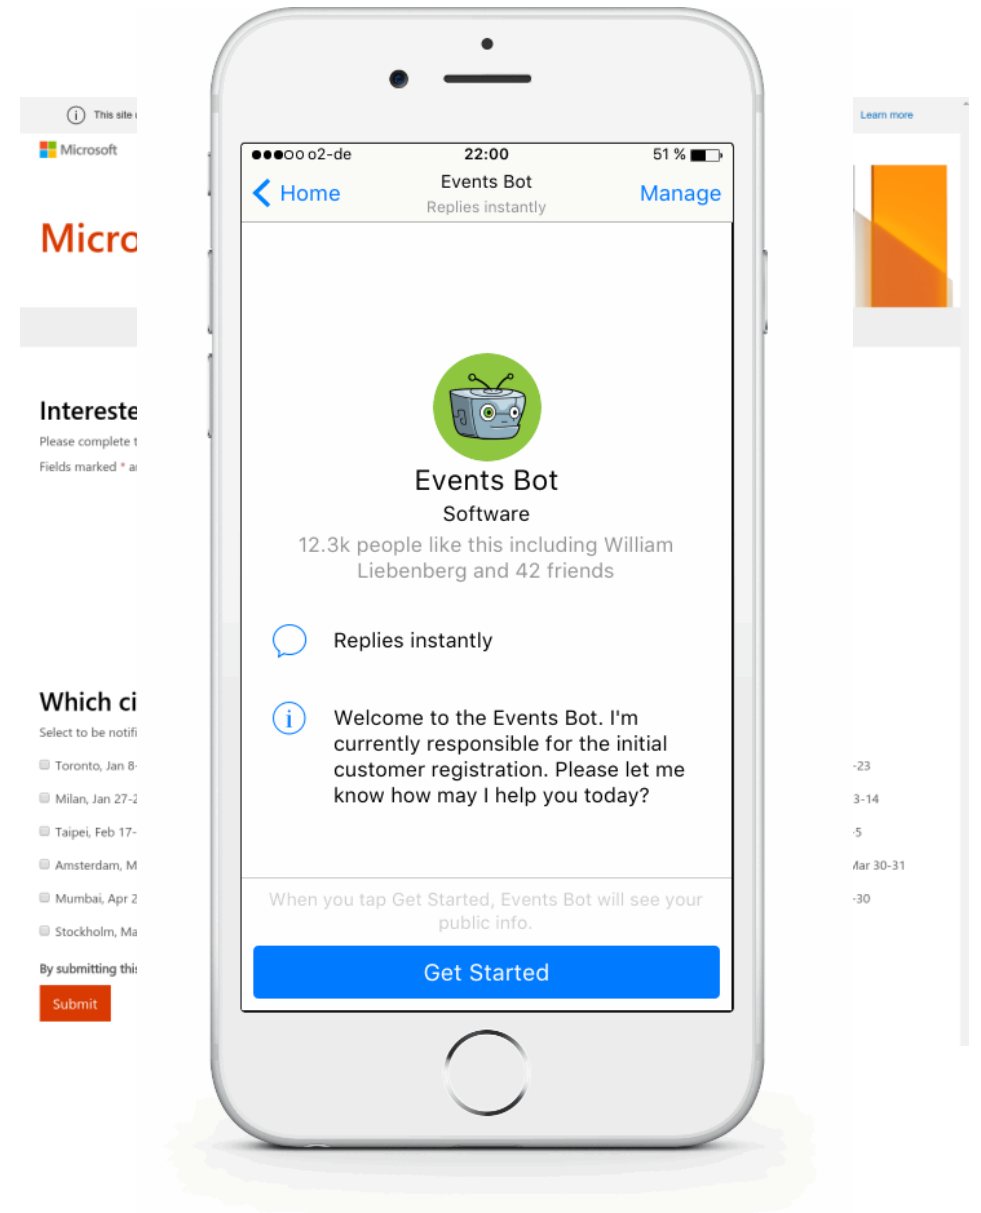 This site
Learn more
Microsoft
Micro
Intereste
Please complete
Fields marked *
Which ci
Select to be notifi
Toronto, Jan 8-
-23
Milan, Jan 27-2
3-14
Taipei, Feb 17-
-5
Amsterdam, M
Mar 30-31
Mumbai, Apr 2
-30
Stockholm, Ma
By submitting this
Submit
o2-de
22:00
51 %
Home
Events Bot
Replies instantly
Manage
Events Bot
Software
12.3k people like this including William
Liebenberg and 42 friends
Replies instantly
Welcome to the Events Bot. I'm
currently responsible for the initial
customer registration. Please let me
know how may I help you today?
When you tap Get Started, Events Bot will see your
public info.
Get Started